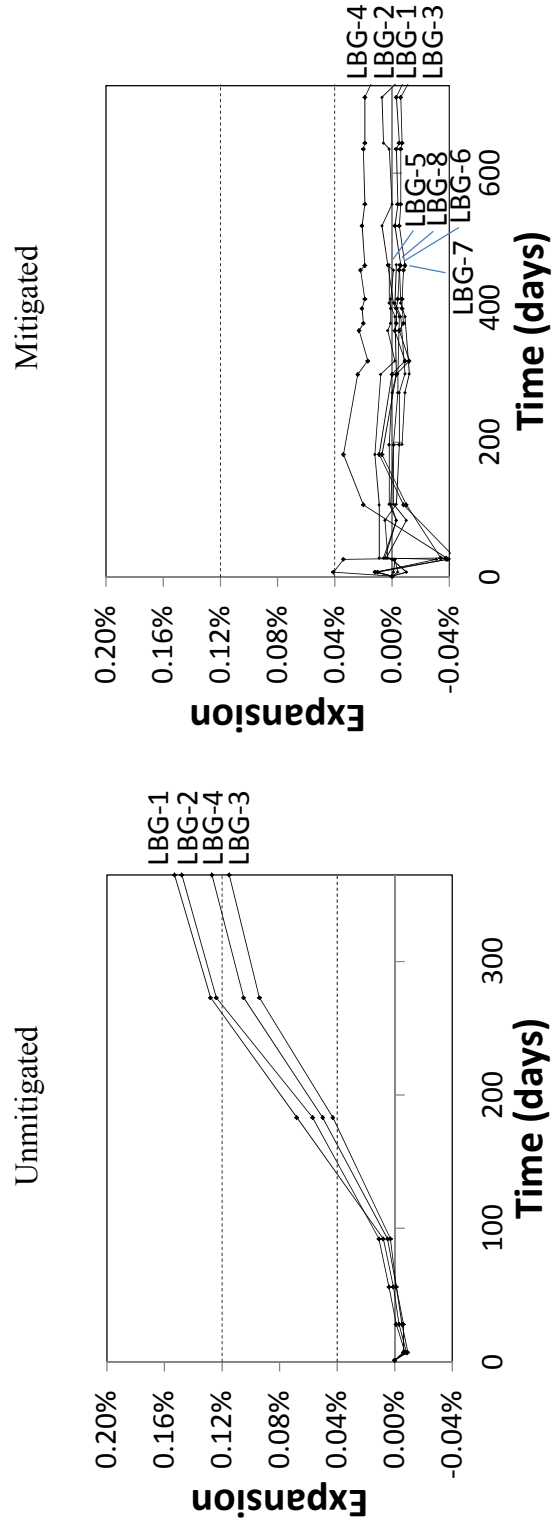 Unmitigated
0.20%
0.16%
0.12%
0.08%
0.04%
0.00%
-0.04%
Expansion
0
100
200
300
Time (days)
LBG-1
LBG-2
LBG-4
LBG-3
Mitigated
0.20%
0.16%
0.12%
0.08%
0.04%
0.00%
-0.04%
Expansion
0
200
400
600
Time (days)
LBG-4
LBG-2
LBG-1
LBG-3
LBG-5
LBG-8
LBG-6
LBG-7